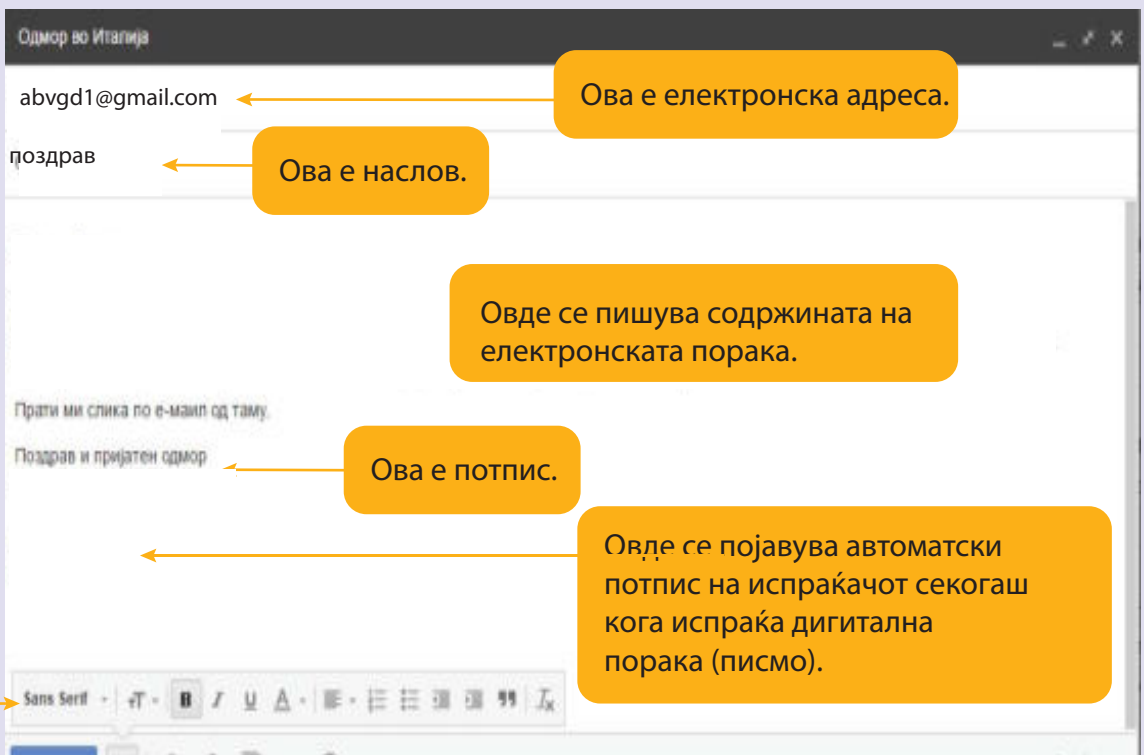 Одмор во Италија
abvgd1@gmail.com
Ова е електронска адреса.
поздрав
Ова е наслов.
Овде се пишува содржината на
електронската порака.
Прати ми слика по е-маил од таму.
Поздрав и пријатен одмор
Ова е потпис.
Овде се појавува автоматски
потпис на испраќачот секогаш
кога испраќа дигитална
порака (писмо).
Sans Serif